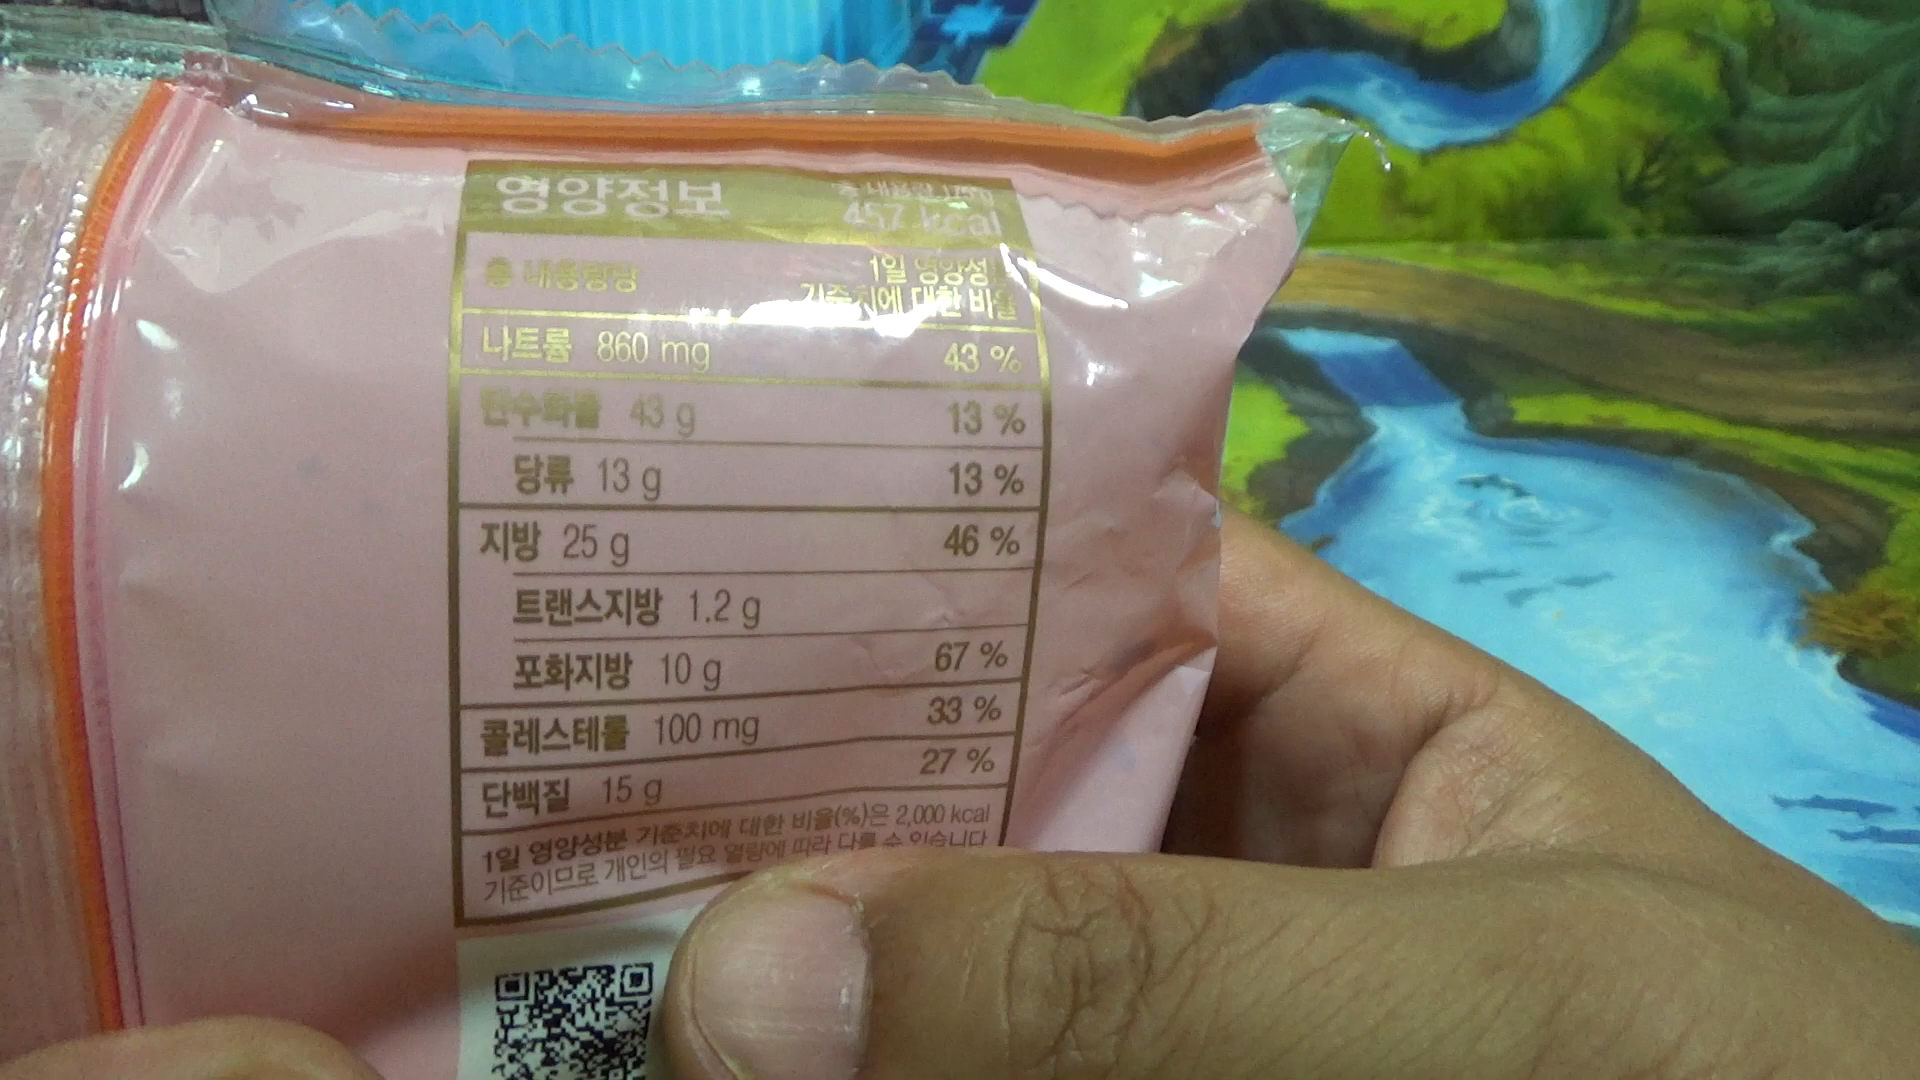 영양정보
총 내용량
457 kcal
총 내용량당
1일 영양성분
기준치에 대한 비율
나트륨 860 mg 43 %
탄수화물 43 g 13 %
당류 13 g 13 %
지방 25 g 46 %
트랜스지방 1.2 g
포화지방 10 g 67 %
콜레스테롤 100 mg 33 %
단백질 15 g 27 %
1일 영양성분 기준치에 대한 비율(%)은 2,000 kcal
기준이므로 개인의 필요 열량에 따라 다를 수 있습니다